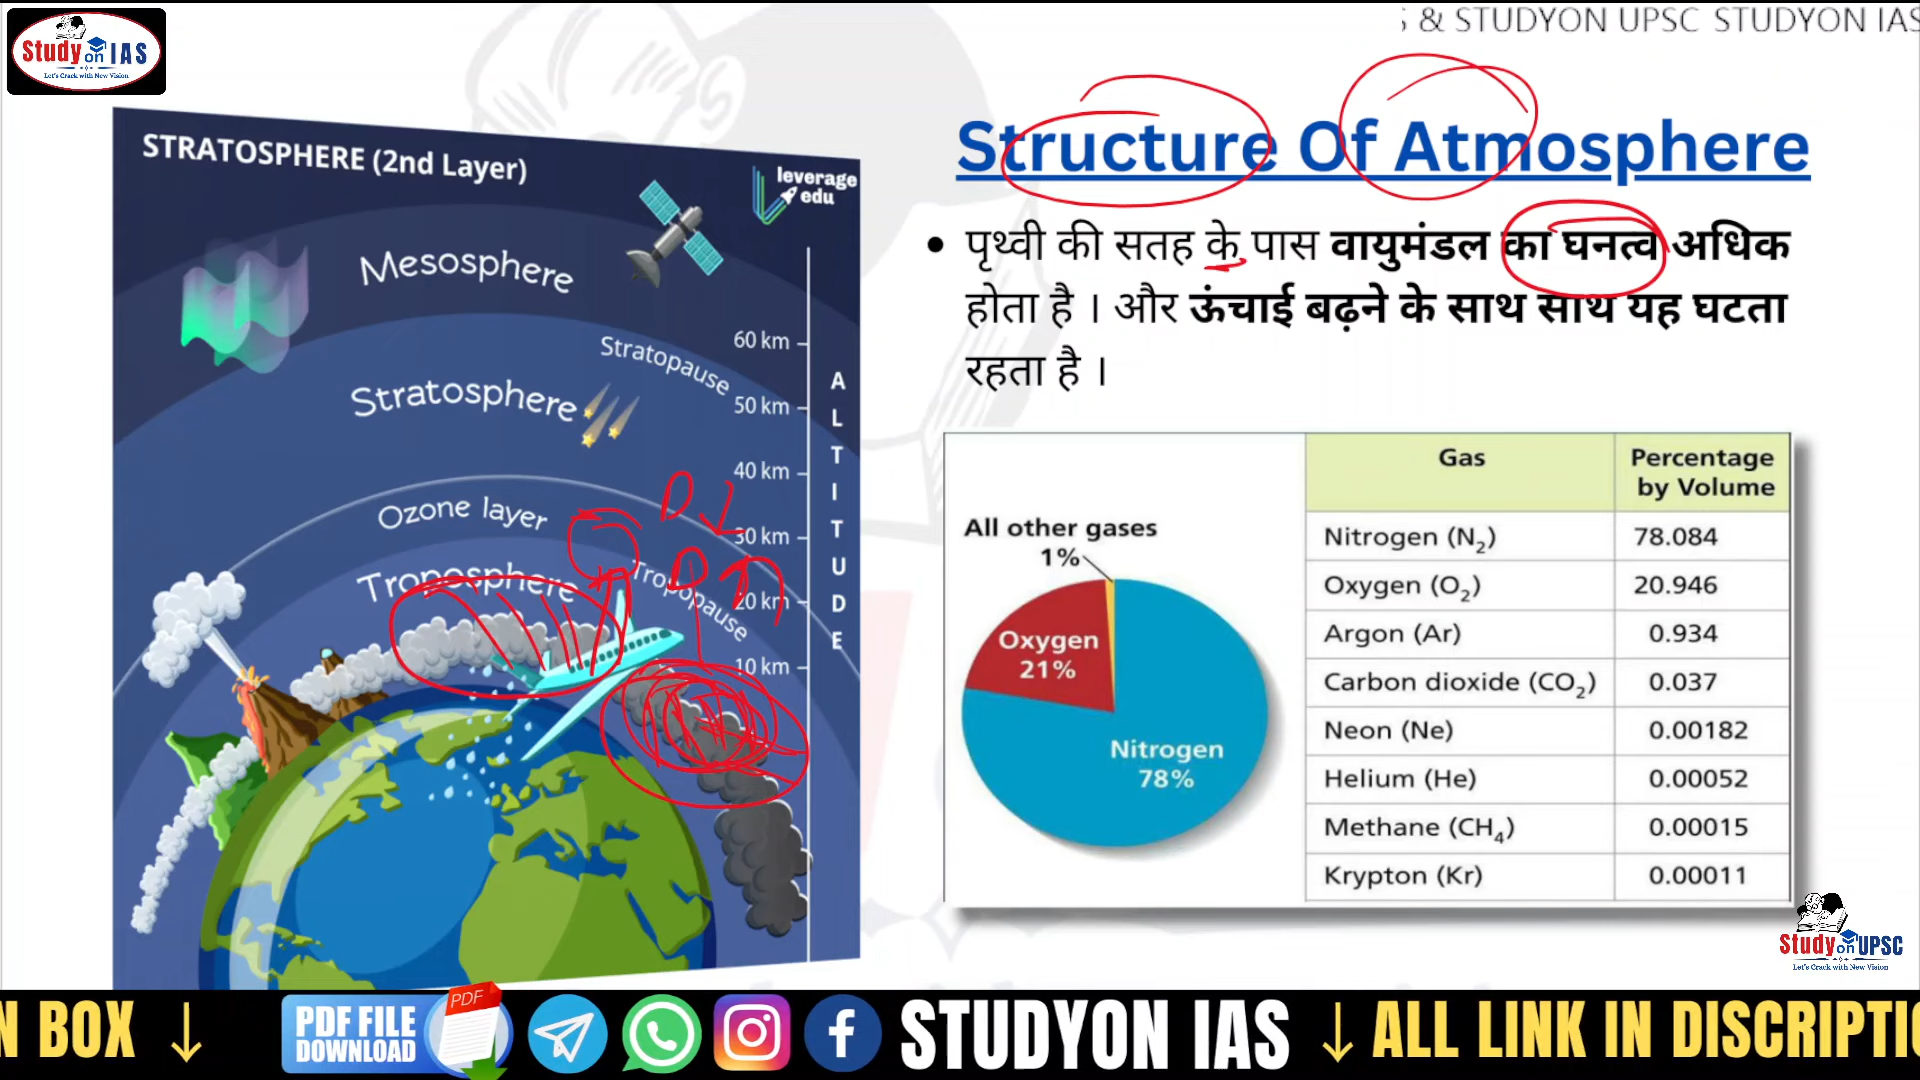 Study on IAS
Let's Crack with New Vision
& STUDYON UPSC STUDYON IAS
STRATOSPHERE (2nd Layer)
leverage
edu
Mesosphere
60 km
Stratopause
Stratosphere
50 km
40 km
Ozone layer
30 km
Troposphere
Tropopause
20 km
10 km
ALTITUDE
D ↓
D ↑
Structure Of Atmosphere
• पृथ्वी की सतह के पास वायुमंडल का घनत्व अधिक
होता है । और ऊंचाई बढ़ने के साथ साथ यह घटता
रहता है ।
All other gases
1%
Oxygen
21%
Nitrogen
78%
Gas Percentage by Volume
Nitrogen (N₂) 78.084
Oxygen (O₂) 20.946
Argon (Ar) 0.934
Carbon dioxide (CO₂) 0.037
Neon (Ne) 0.00182
Helium (He) 0.00052
Methane (CH₄) 0.00015
Krypton (Kr) 0.00011
Study on UPSC
Let's Crack with New Vision
N BOX ↓ PDF FILE DOWNLOAD PDF STUDYON IAS ↓ ALL LINK IN DISCRIPTIO